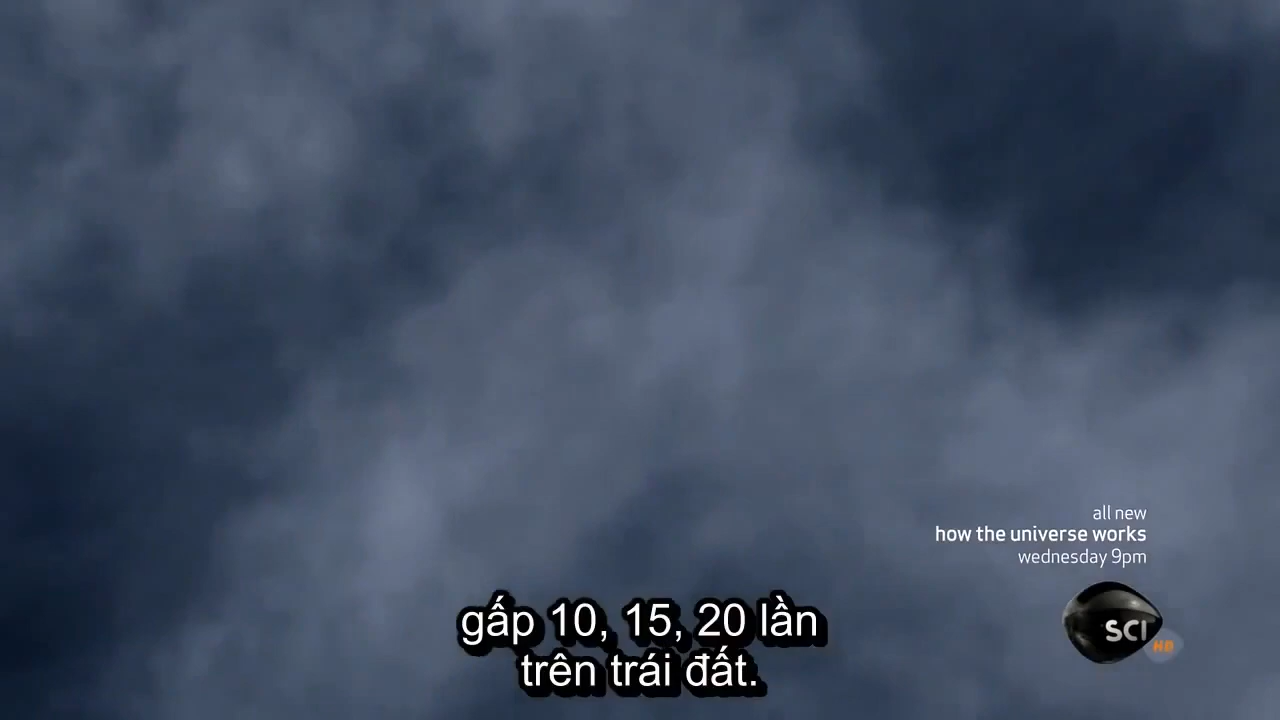 all new
how the universe works
wednesday 9pm
SCI
HD
gấp 10, 15, 20 lần
trên trái đất.